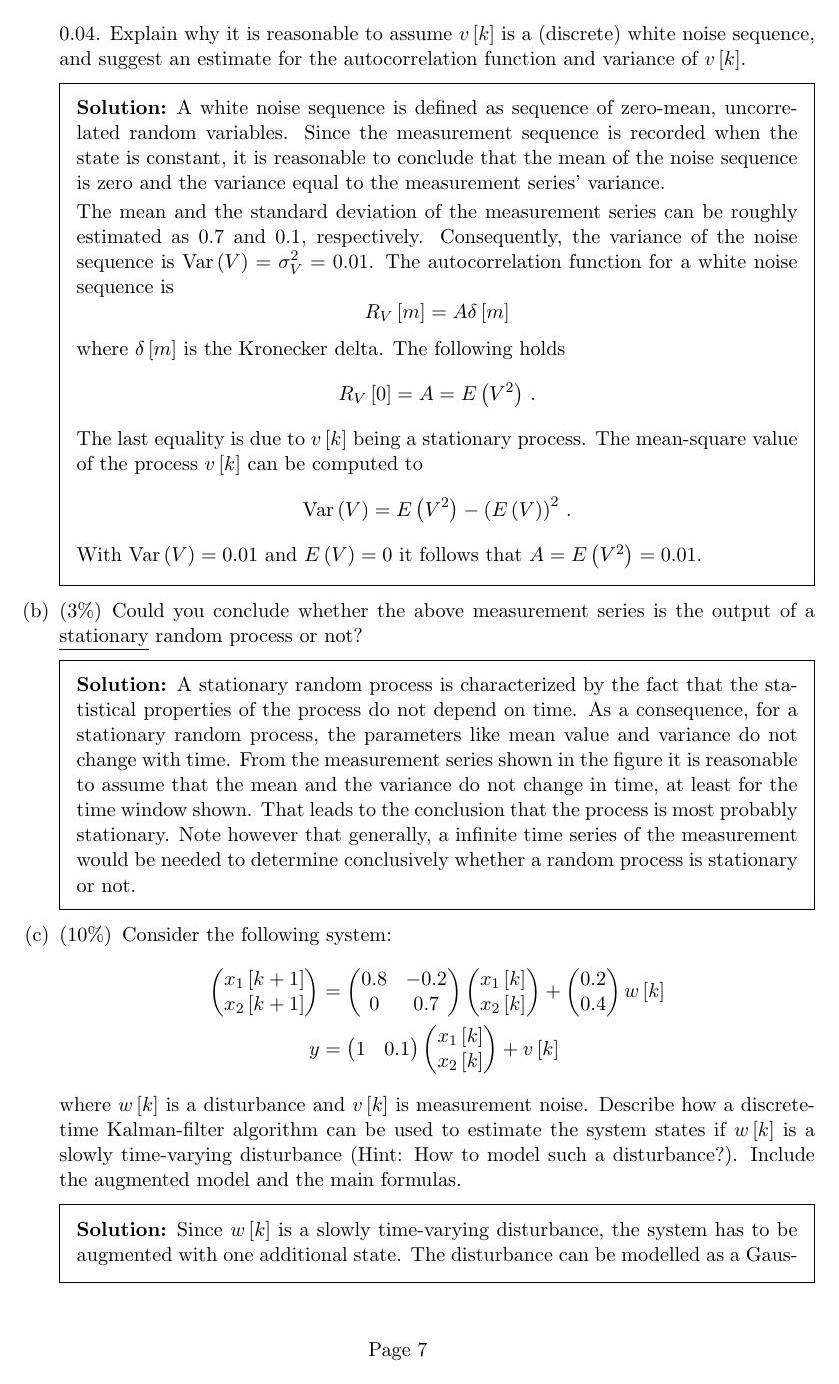 0.04. Explain why it is reasonable to assume v [k] is a (discrete) white noise sequence,
and suggest an estimate for the autocorrelation function and variance of v [k].
Solution: A white noise sequence is defined as sequence of zero-mean, uncorre-
lated random variables. Since the measurement sequence is recorded when the
state is constant, it is reasonable to conclude that the mean of the noise sequence
is zero and the variance equal to the measurement series' variance.
The mean and the standard deviation of the measurement series can be roughly
estimated as 0.7 and 0.1, respectively. Consequently, the variance of the noise
sequence is Var (V) = σ_V^2 = 0.01. The autocorrelation function for a white noise
sequence is
R_V [m] = Aδ [m]
where δ [m] is the Kronecker delta. The following holds
R_V [0] = A = E (V^2) .
The last equality is due to v [k] being a stationary process. The mean-square value
of the process v [k] can be computed to
Var (V) = E (V^2) − (E (V))^2 .
With Var (V) = 0.01 and E (V) = 0 it follows that A = E (V^2) = 0.01.
(b) (3%) Could you conclude whether the above measurement series is the output of a
stationary random process or not?
Solution: A stationary random process is characterized by the fact that the sta-
tistical properties of the process do not depend on time. As a consequence, for a
stationary random process, the parameters like mean value and variance do not
change with time. From the measurement series shown in the figure it is reasonable
to assume that the mean and the variance do not change in time, at least for the
time window shown. That leads to the conclusion that the process is most probably
stationary. Note however that generally, a infinite time series of the measurement
would be needed to determine conclusively whether a random process is stationary
or not.
(c) (10%) Consider the following system:
(x_1 [k + 1]) = (0.8 −0.2) (x_1 [k]) + (0.2) w [k]
(x_2 [k + 1]) (0 0.7) (x_2 [k]) (0.4)
y = (1 0.1) (x_1 [k]) + v [k]
(x_2 [k])
where w [k] is a disturbance and v [k] is measurement noise. Describe how a discrete-
time Kalman-filter algorithm can be used to estimate the system states if w [k] is a
slowly time-varying disturbance (Hint: How to model such a disturbance?). Include
the augmented model and the main formulas.
Solution: Since w [k] is a slowly time-varying disturbance, the system has to be
augmented with one additional state. The disturbance can be modelled as a Gaus-
Page 7